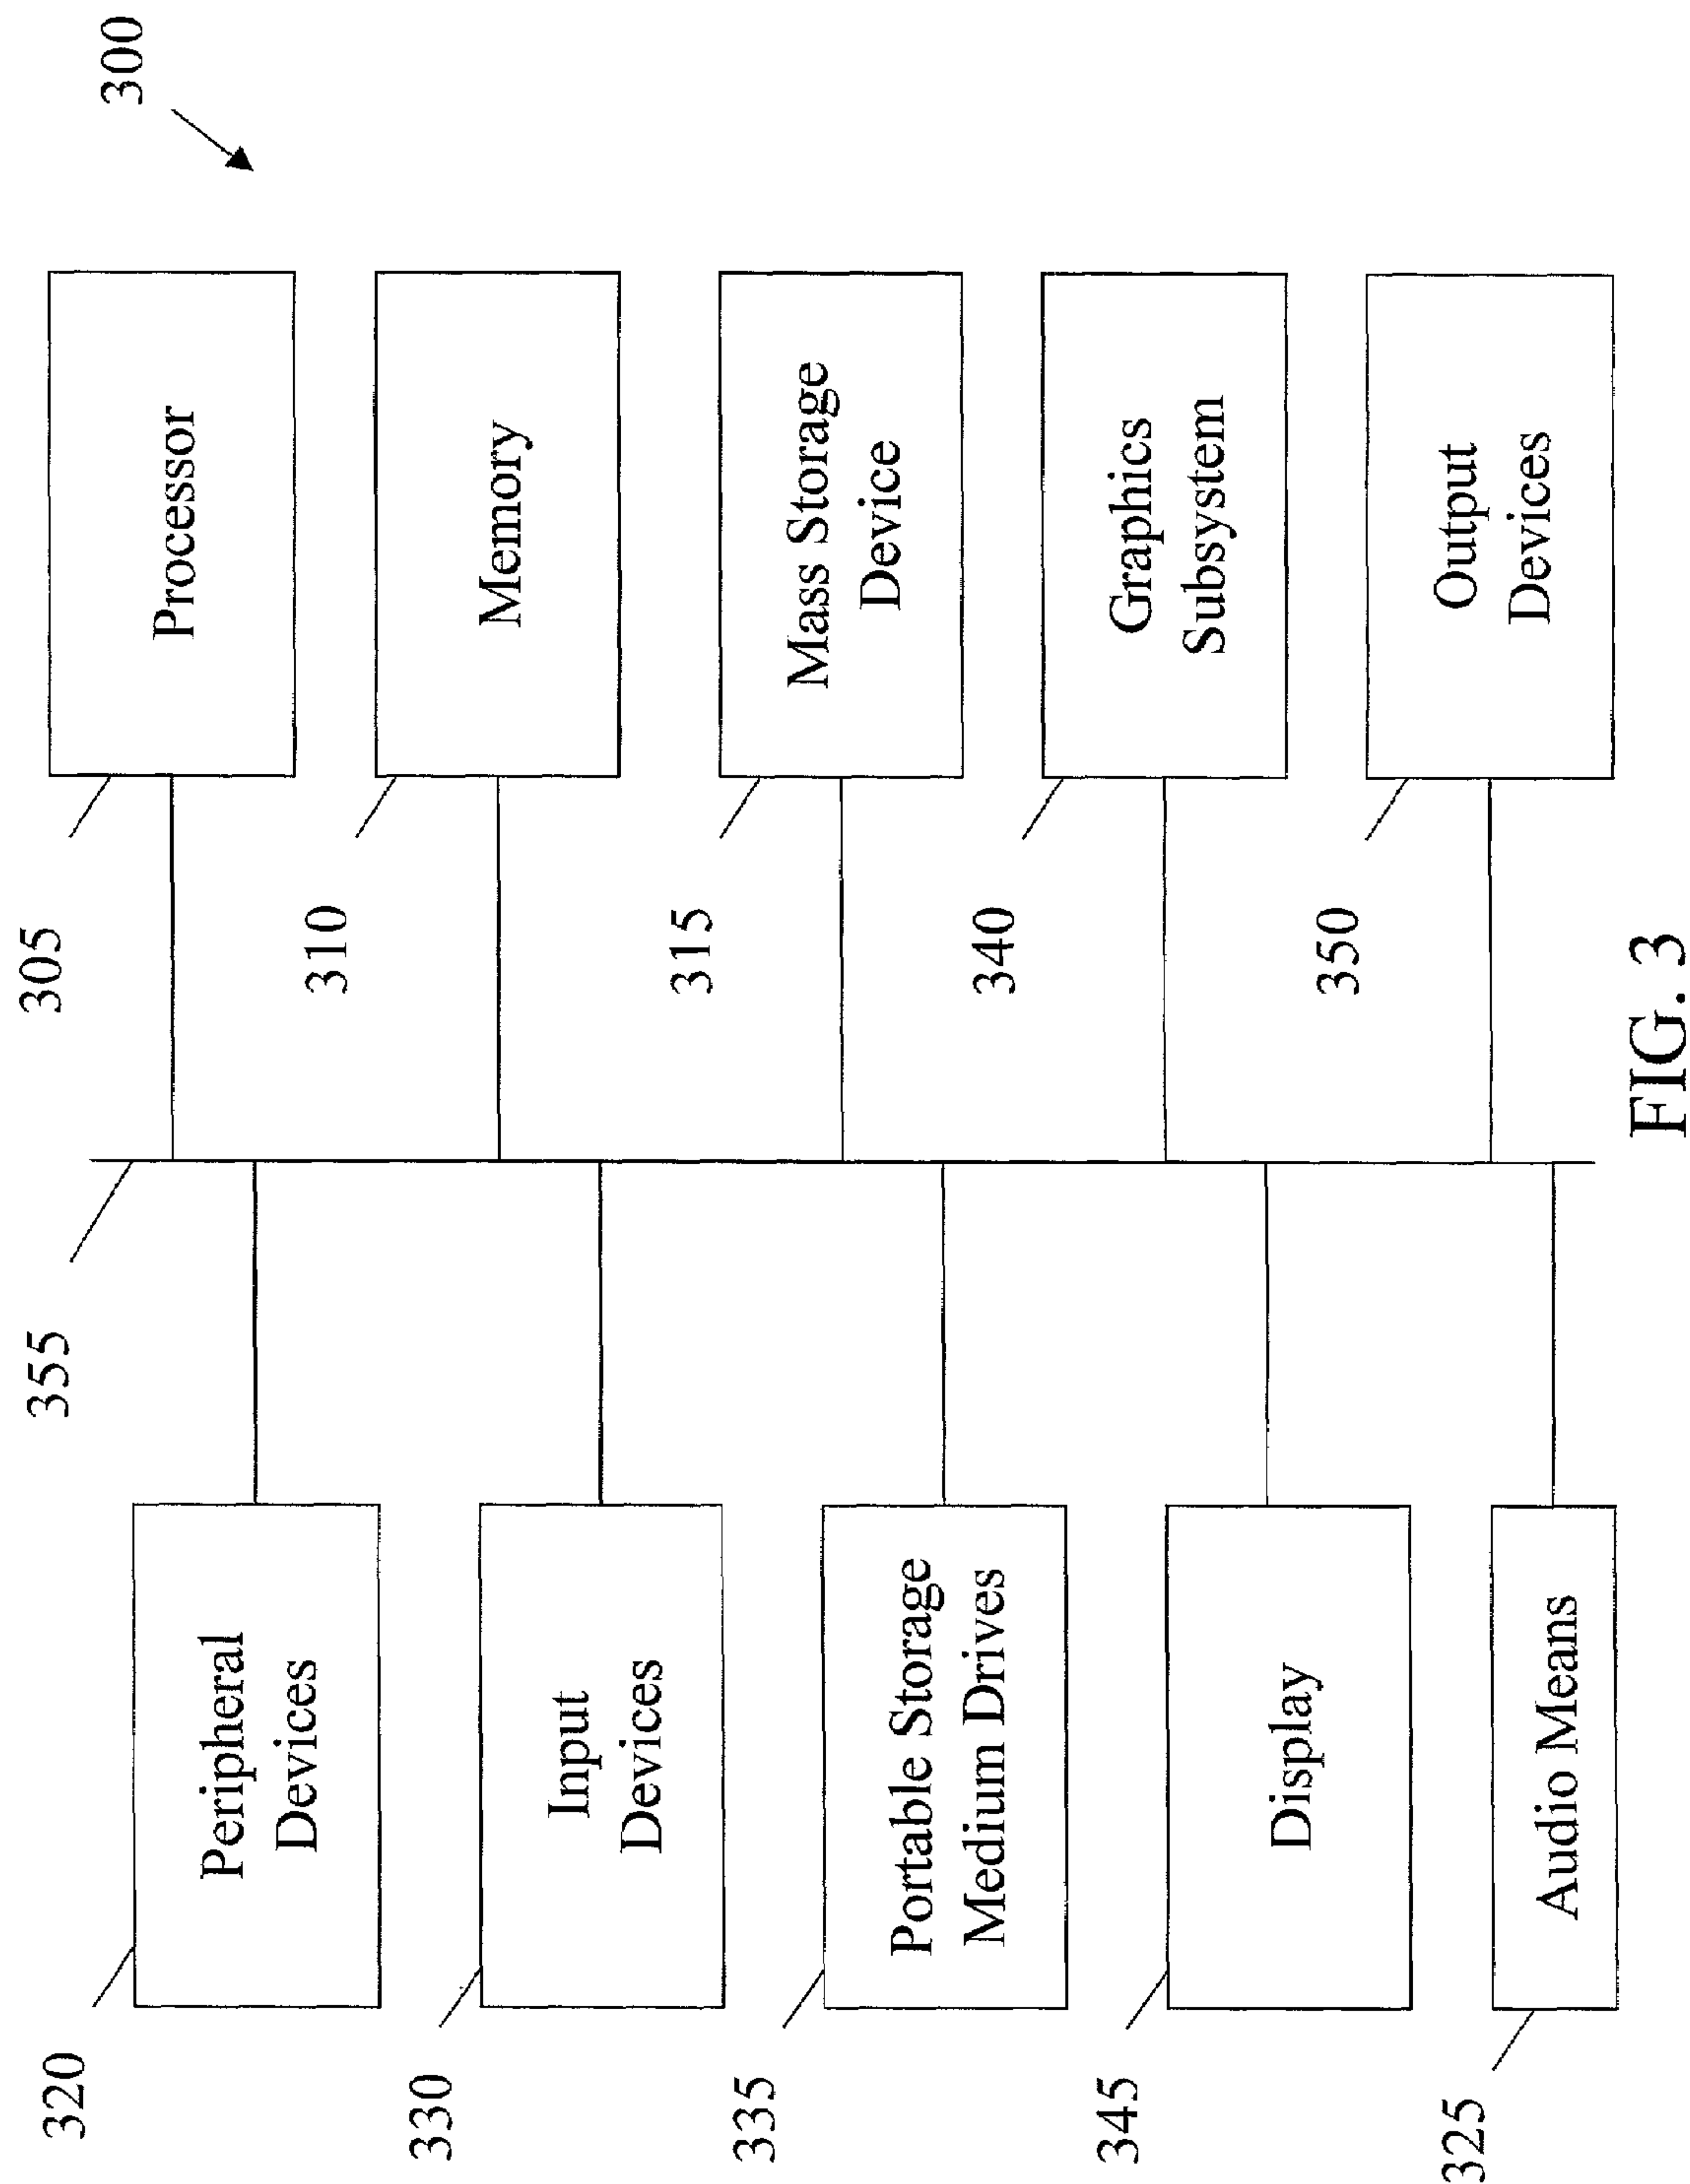 300
320
Peripheral
Devices
355
305
Processor
330
Input
Devices
310
Memory
335
Portable Storage
Medium Drives
315
Mass Storage
Device
345
Display
340
Graphics
Subsystem
325
Audio Means
350
Output
Devices
FIG. 3